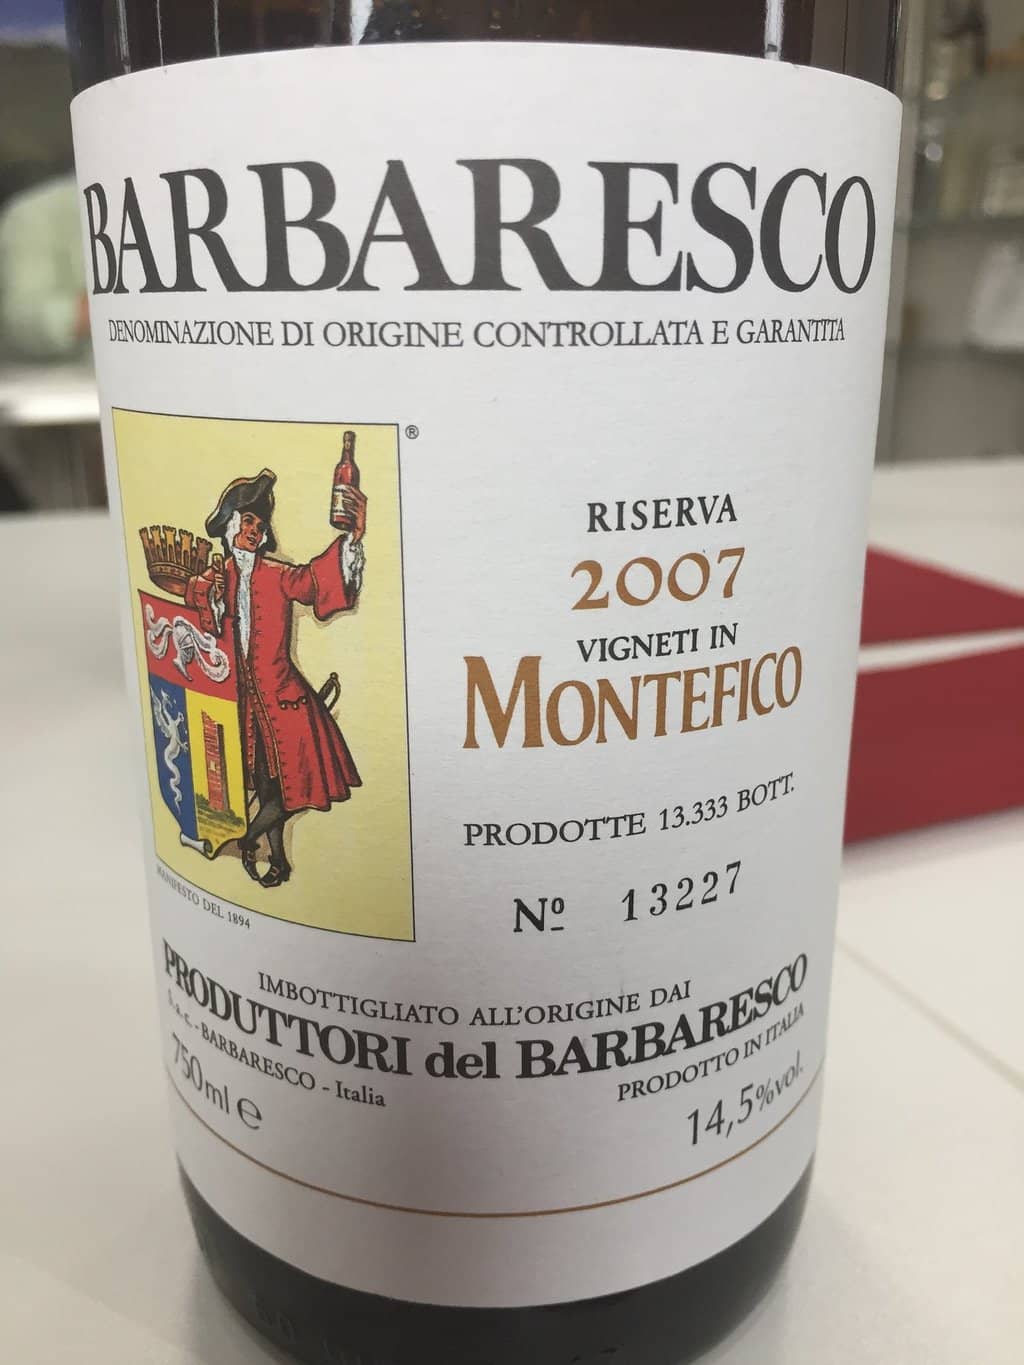 BARBARESCO
DENOMINAZIONE DI ORIGINE CONTROLLATA E GARANTITA
®
RISERVA
2007
VIGNETI IN
MONTEFICO
PRODOTTE 13.333 BOTT.
Nº 13227
MANIFESTO DEL 1894
IMBOTTIGLIATO ALL'ORIGINE DAI
PRODUTTORI del BARBARESCO
s.a.c. - BARBARESCO - Italia
PRODOTTO IN ITALIA
750ml e
14,5%vol.